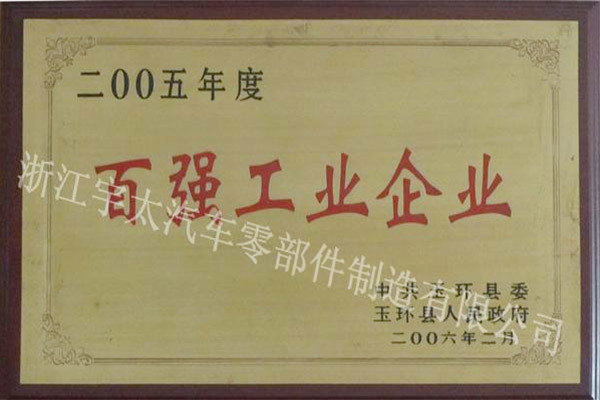 二00五年度
百强工业企业
浙江宇太汽车零部件制造有限公司
中共玉环县委
玉环县人民政府
二00六年二月